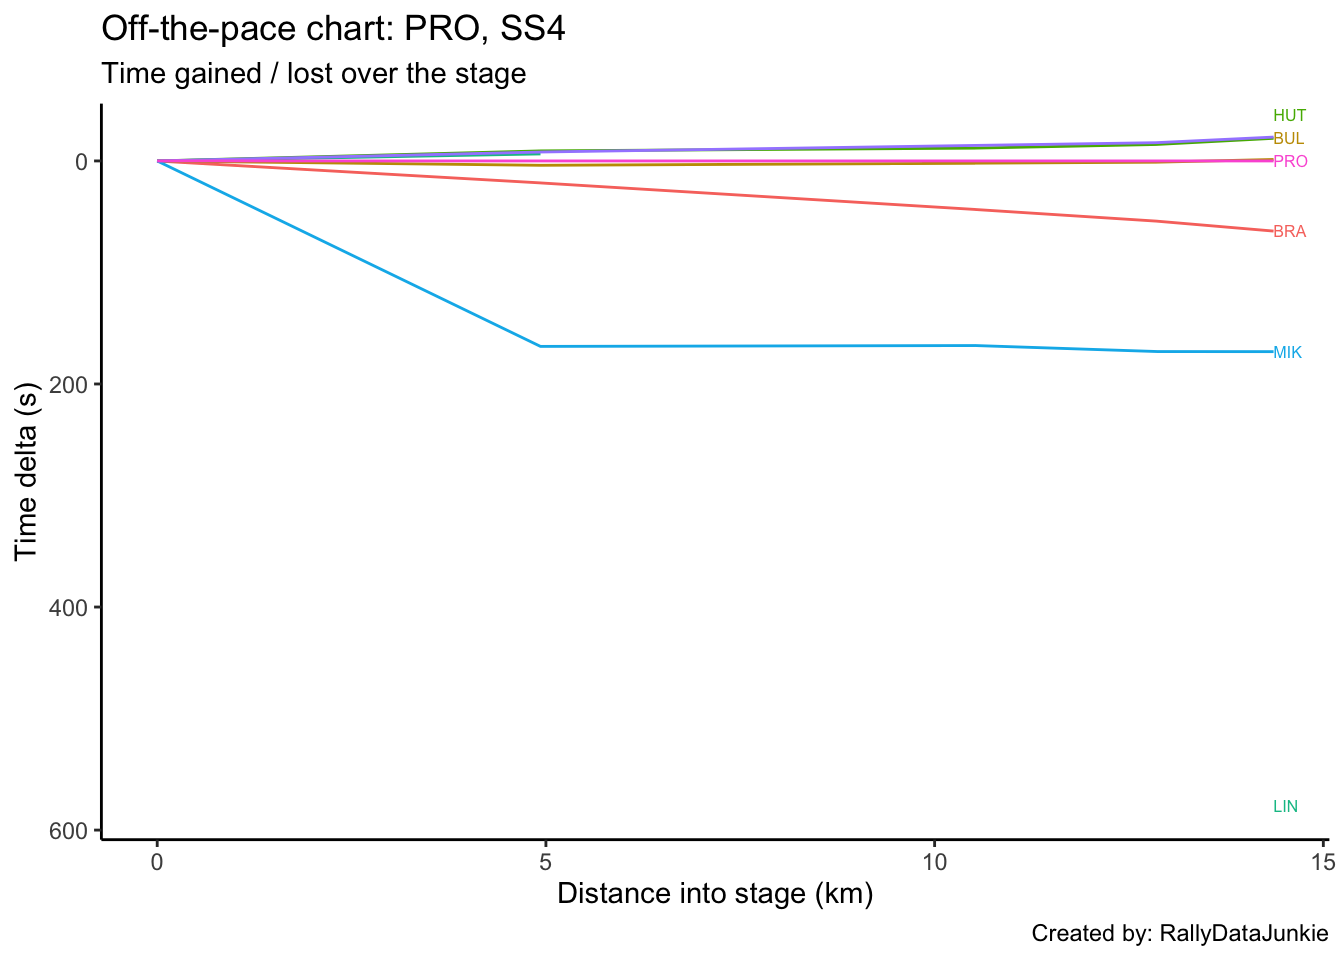 Off-the-pace chart: PRO, SS4
Time gained / lost over the stage
HUT
BUL
PRO
BRA
MIK
LIN
0
200
400
600
Time delta (s)
0 5 10 15
Distance into stage (km)
Created by: RallyDataJunkie